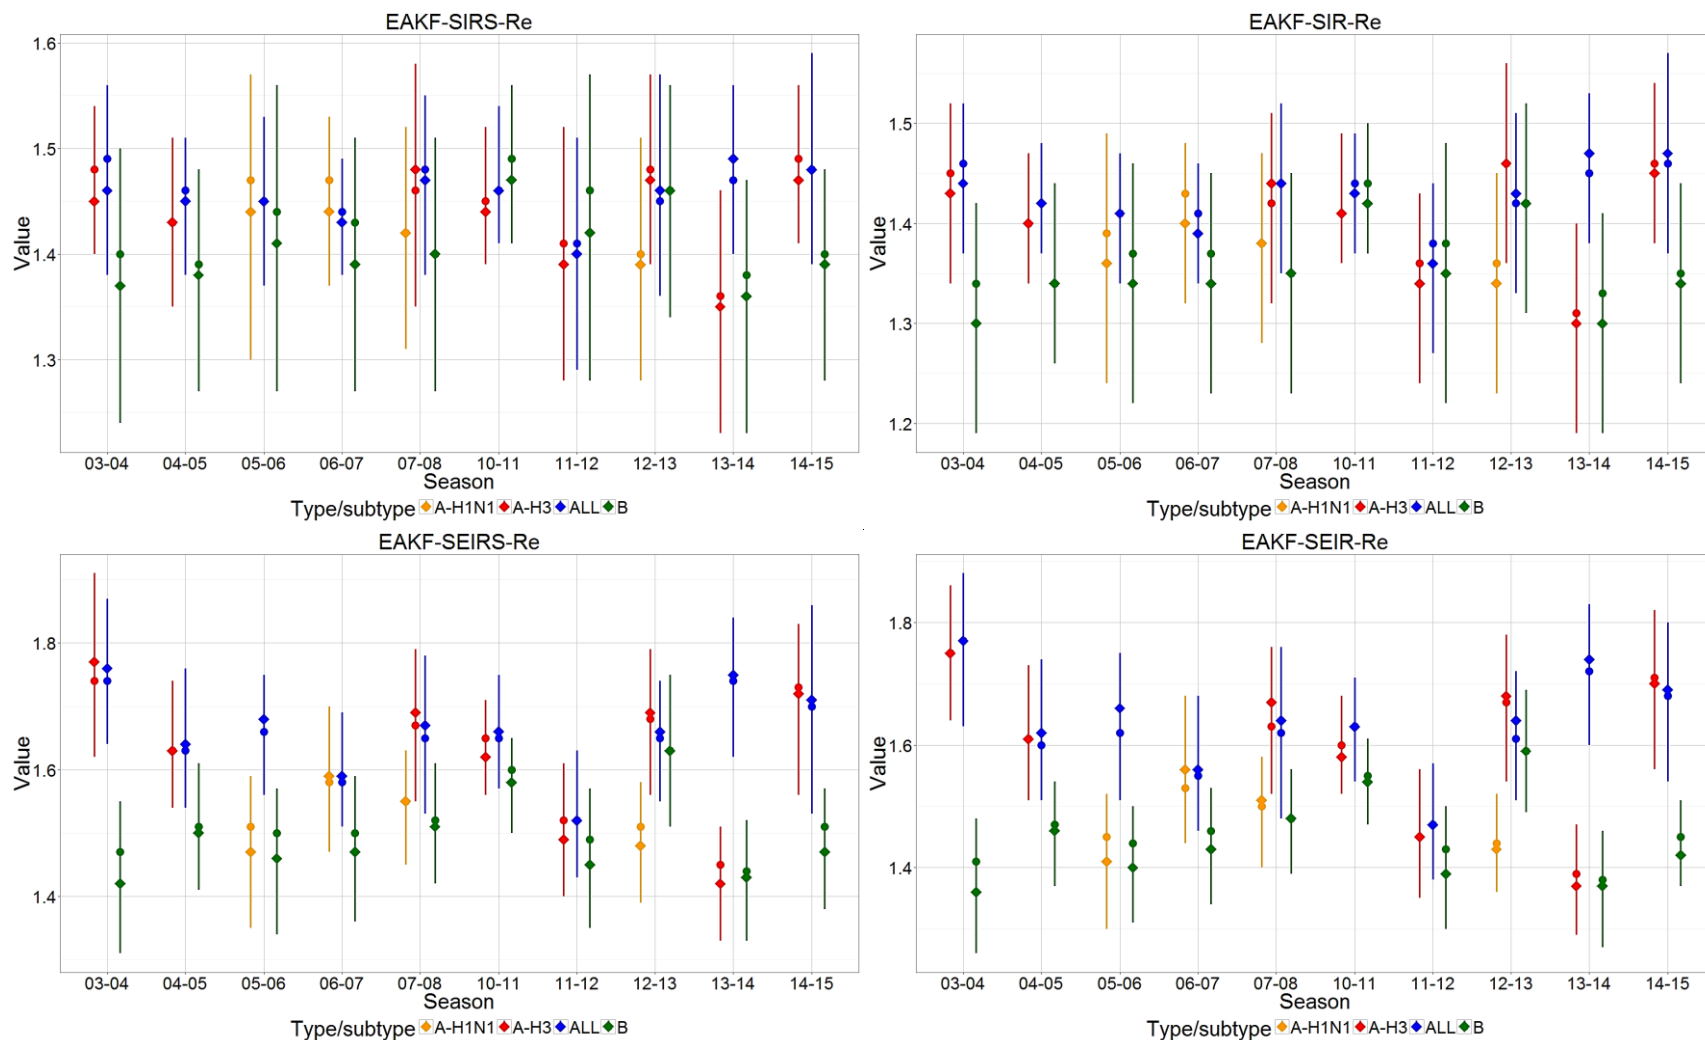 EAKF-SIRS-Re
1.6
1.5
1.4
1.3
Value
03-04 04-05 05-06 06-07 07-08 10-11 11-12 12-13 13-14 14-15
Season
Type/subtype A-H1N1 A-H3 ALL B
EAKF-SIR-Re
1.5
1.4
1.3
1.2
Value
03-04 04-05 05-06 06-07 07-08 10-11 11-12 12-13 13-14 14-15
Season
Type/subtype A-H1N1 A-H3 ALL B
EAKF-SEIRS-Re
1.8
1.6
1.4
Value
03-04 04-05 05-06 06-07 07-08 10-11 11-12 12-13 13-14 14-15
Season
Type/subtype A-H1N1 A-H3 ALL B
EAKF-SEIR-Re
1.8
1.6
1.4
Value
03-04 04-05 05-06 06-07 07-08 10-11 11-12 12-13 13-14 14-15
Season
Type/subtype A-H1N1 A-H3 ALL B